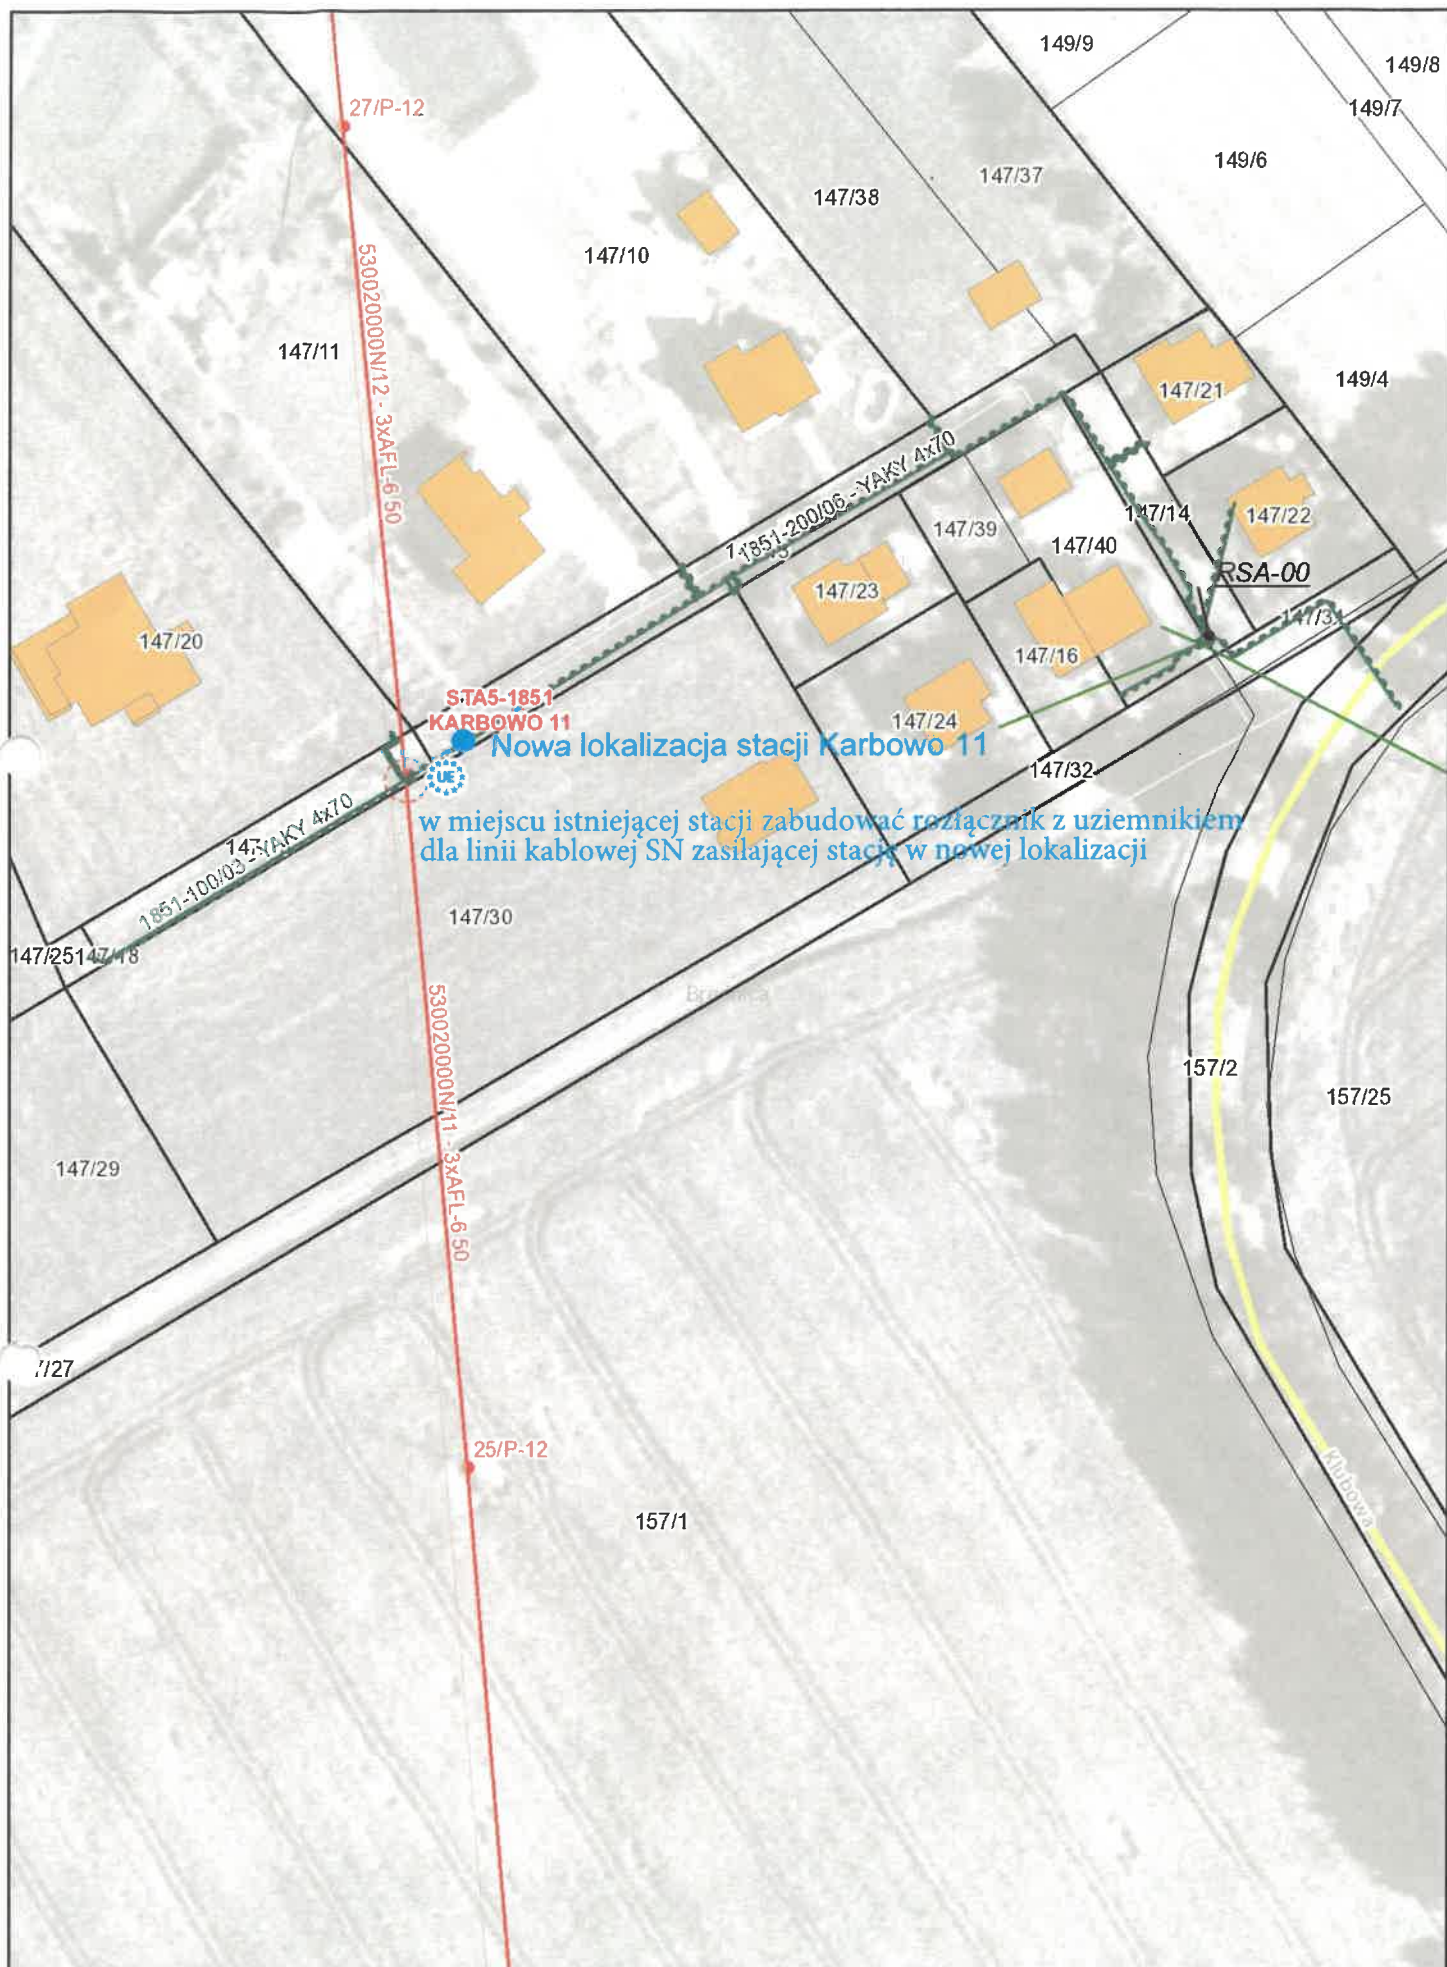 149/9
149/8
149/7
27/P-12
149/6
147/37
147/38
147/10
53002000N/12 - 3xAFL-6 50
147/11
149/4
147/21
1851-200/06 - YAKY 4x70
147/14
147/22
147/39
147/40
RSA-00
147/23
147/3
147/20
147/16
STA5-1851
KARBOWO 11
147/24
Nowa lokalizacja stacji Karbowo 11
UE
147/32
w miejscu istniejącej stacji zabudować rozłącznik z uziemnikiem
dla linii kablowej SN zasilającej stację w nowej lokalizacji
1851-100/03 - YAKY 4x70
147/30
147/25
147/18
Brodnica
53002000N/11 - 3xAFL-6 50
157/2
157/25
147/29
7/27
25/P-12
Klubowa
157/1